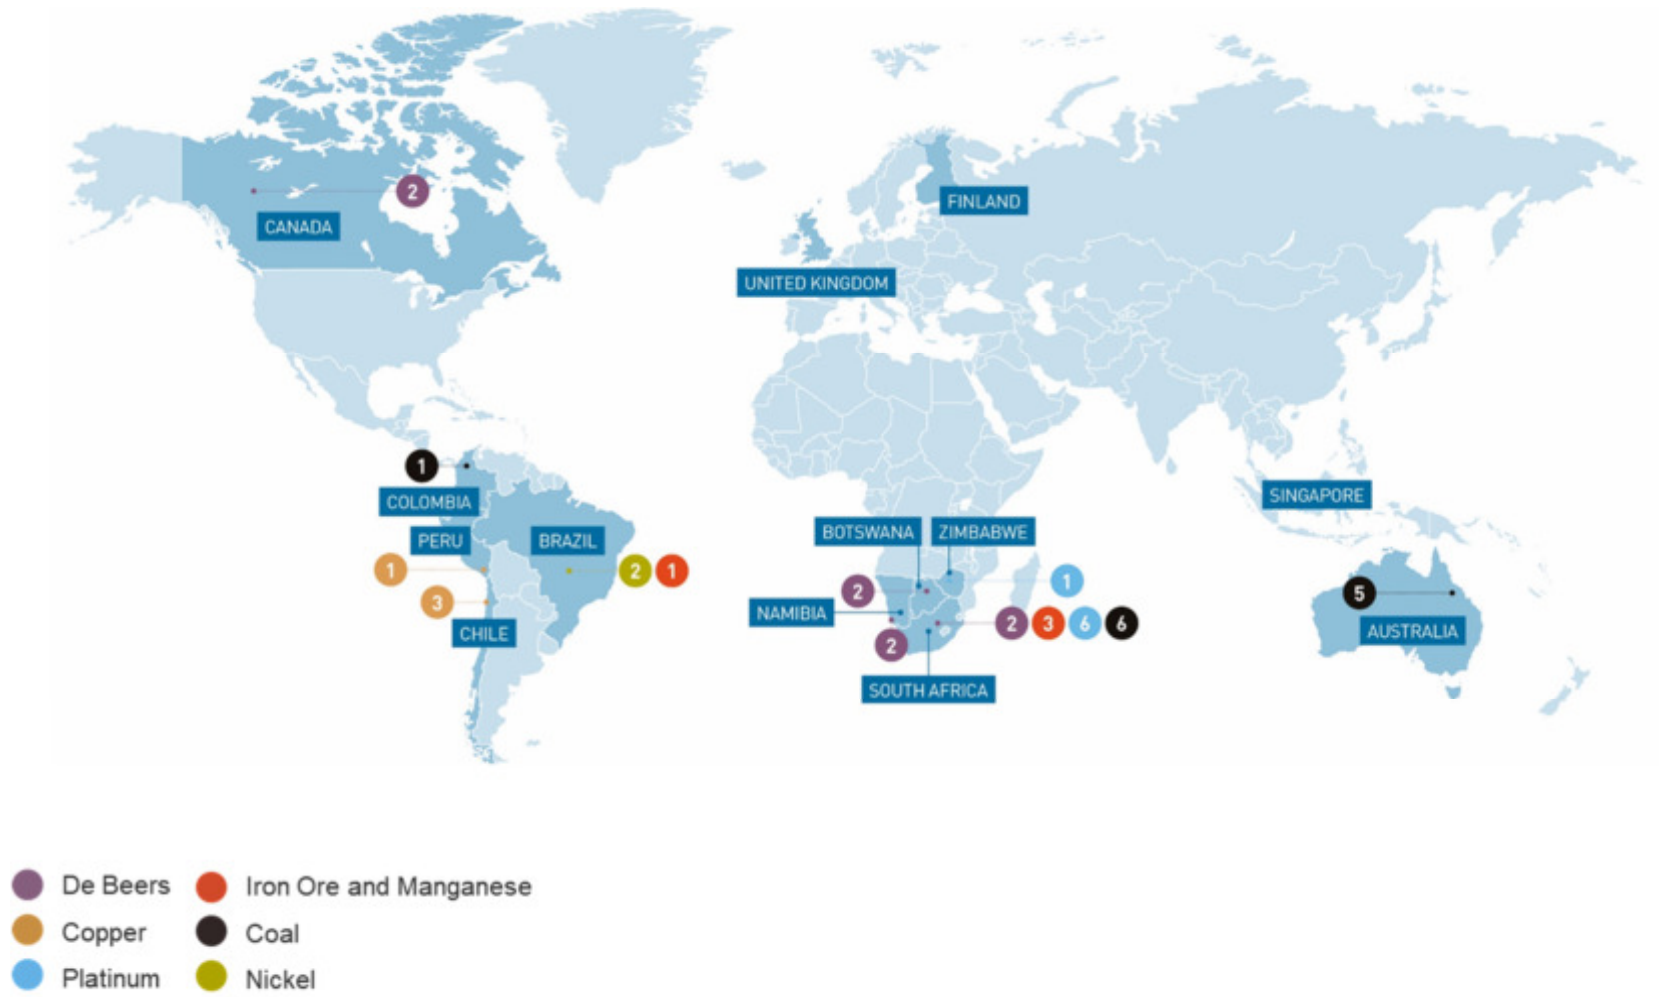 2
CANADA
FINLAND
UNITED KINGDOM
1
COLOMBIA
PERU
BRAZIL
1
2
1
3
CHILE
BOTSWANA
ZIMBABWE
2
1
NAMIBIA
2
2
3
6
6
SOUTH AFRICA
SINGAPORE
5
AUSTRALIA
De Beers
Iron Ore and Manganese
Copper
Coal
Platinum
Nickel